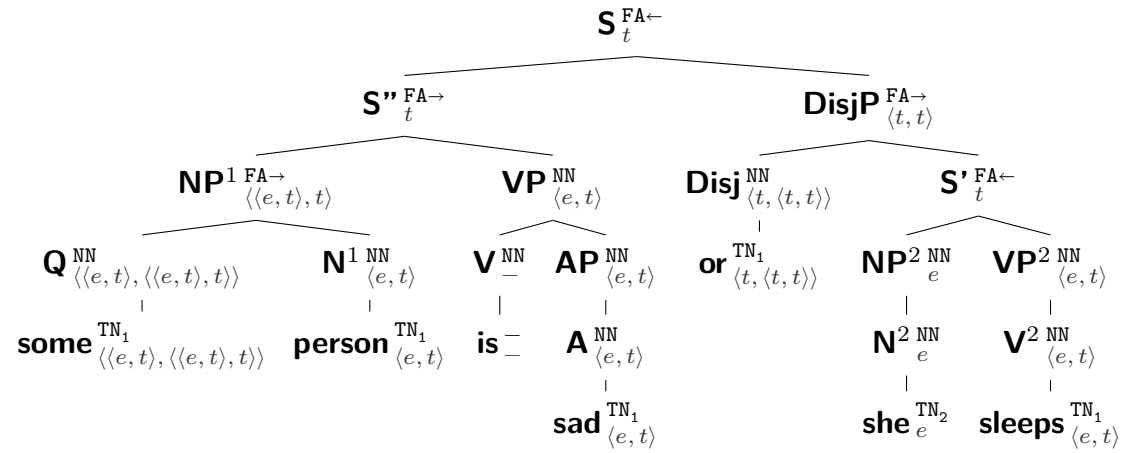 S FA← t
S” FA→ t DisjP FA→ ⟨t, t⟩
NP1 FA→ ⟨⟨e, t⟩, t⟩ VP NN ⟨e, t⟩ Disj NN ⟨t, ⟨t, t⟩⟩ S’ FA← t
Q NN ⟨⟨e, t⟩, ⟨⟨e, t⟩, t⟩⟩ N1 NN ⟨e, t⟩ V NN – AP NN ⟨e, t⟩ or TN1 ⟨t, ⟨t, t⟩⟩ NP2 NN e VP2 NN ⟨e, t⟩
some TN1 ⟨⟨e, t⟩, ⟨⟨e, t⟩, t⟩⟩ person TN1 ⟨e, t⟩ is – – A NN ⟨e, t⟩ N2 NN e V2 NN ⟨e, t⟩
sad TN1 ⟨e, t⟩ she TN2 e sleeps TN1 ⟨e, t⟩